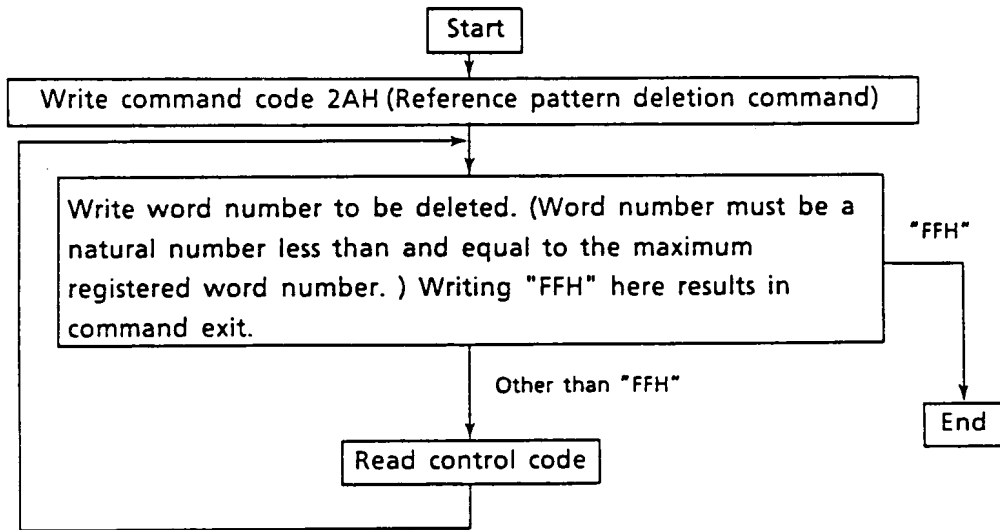 Start
Write command code 2AH (Reference pattern deletion command)
Write word number to be deleted. (Word number must be a
natural number less than and equal to the maximum
registered word number. ) Writing "FFH" here results in
command exit.
"FFH"
Other than "FFH"
End
Read control code